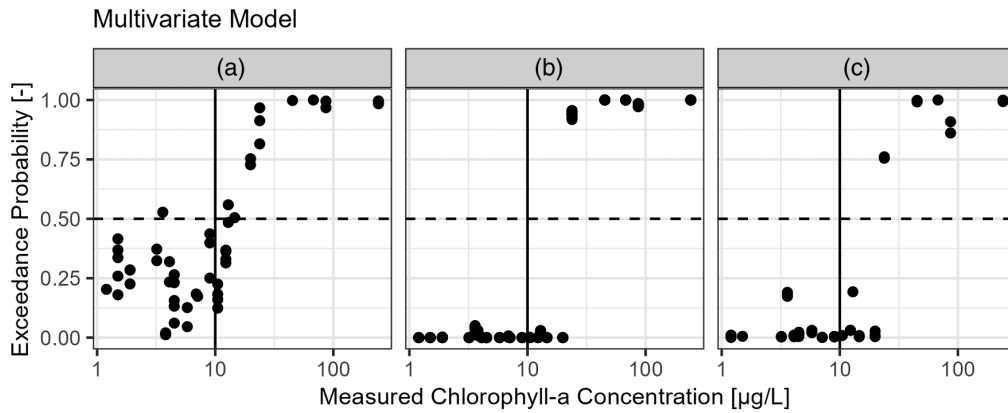 Multivariate Model
(a) (b) (c)
Exceedance Probability [-]
1.00
0.75
0.50
0.25
0.00
1 10 100 1 10 100 1 10 100
Measured Chlorophyll-a Concentration [µg/L]